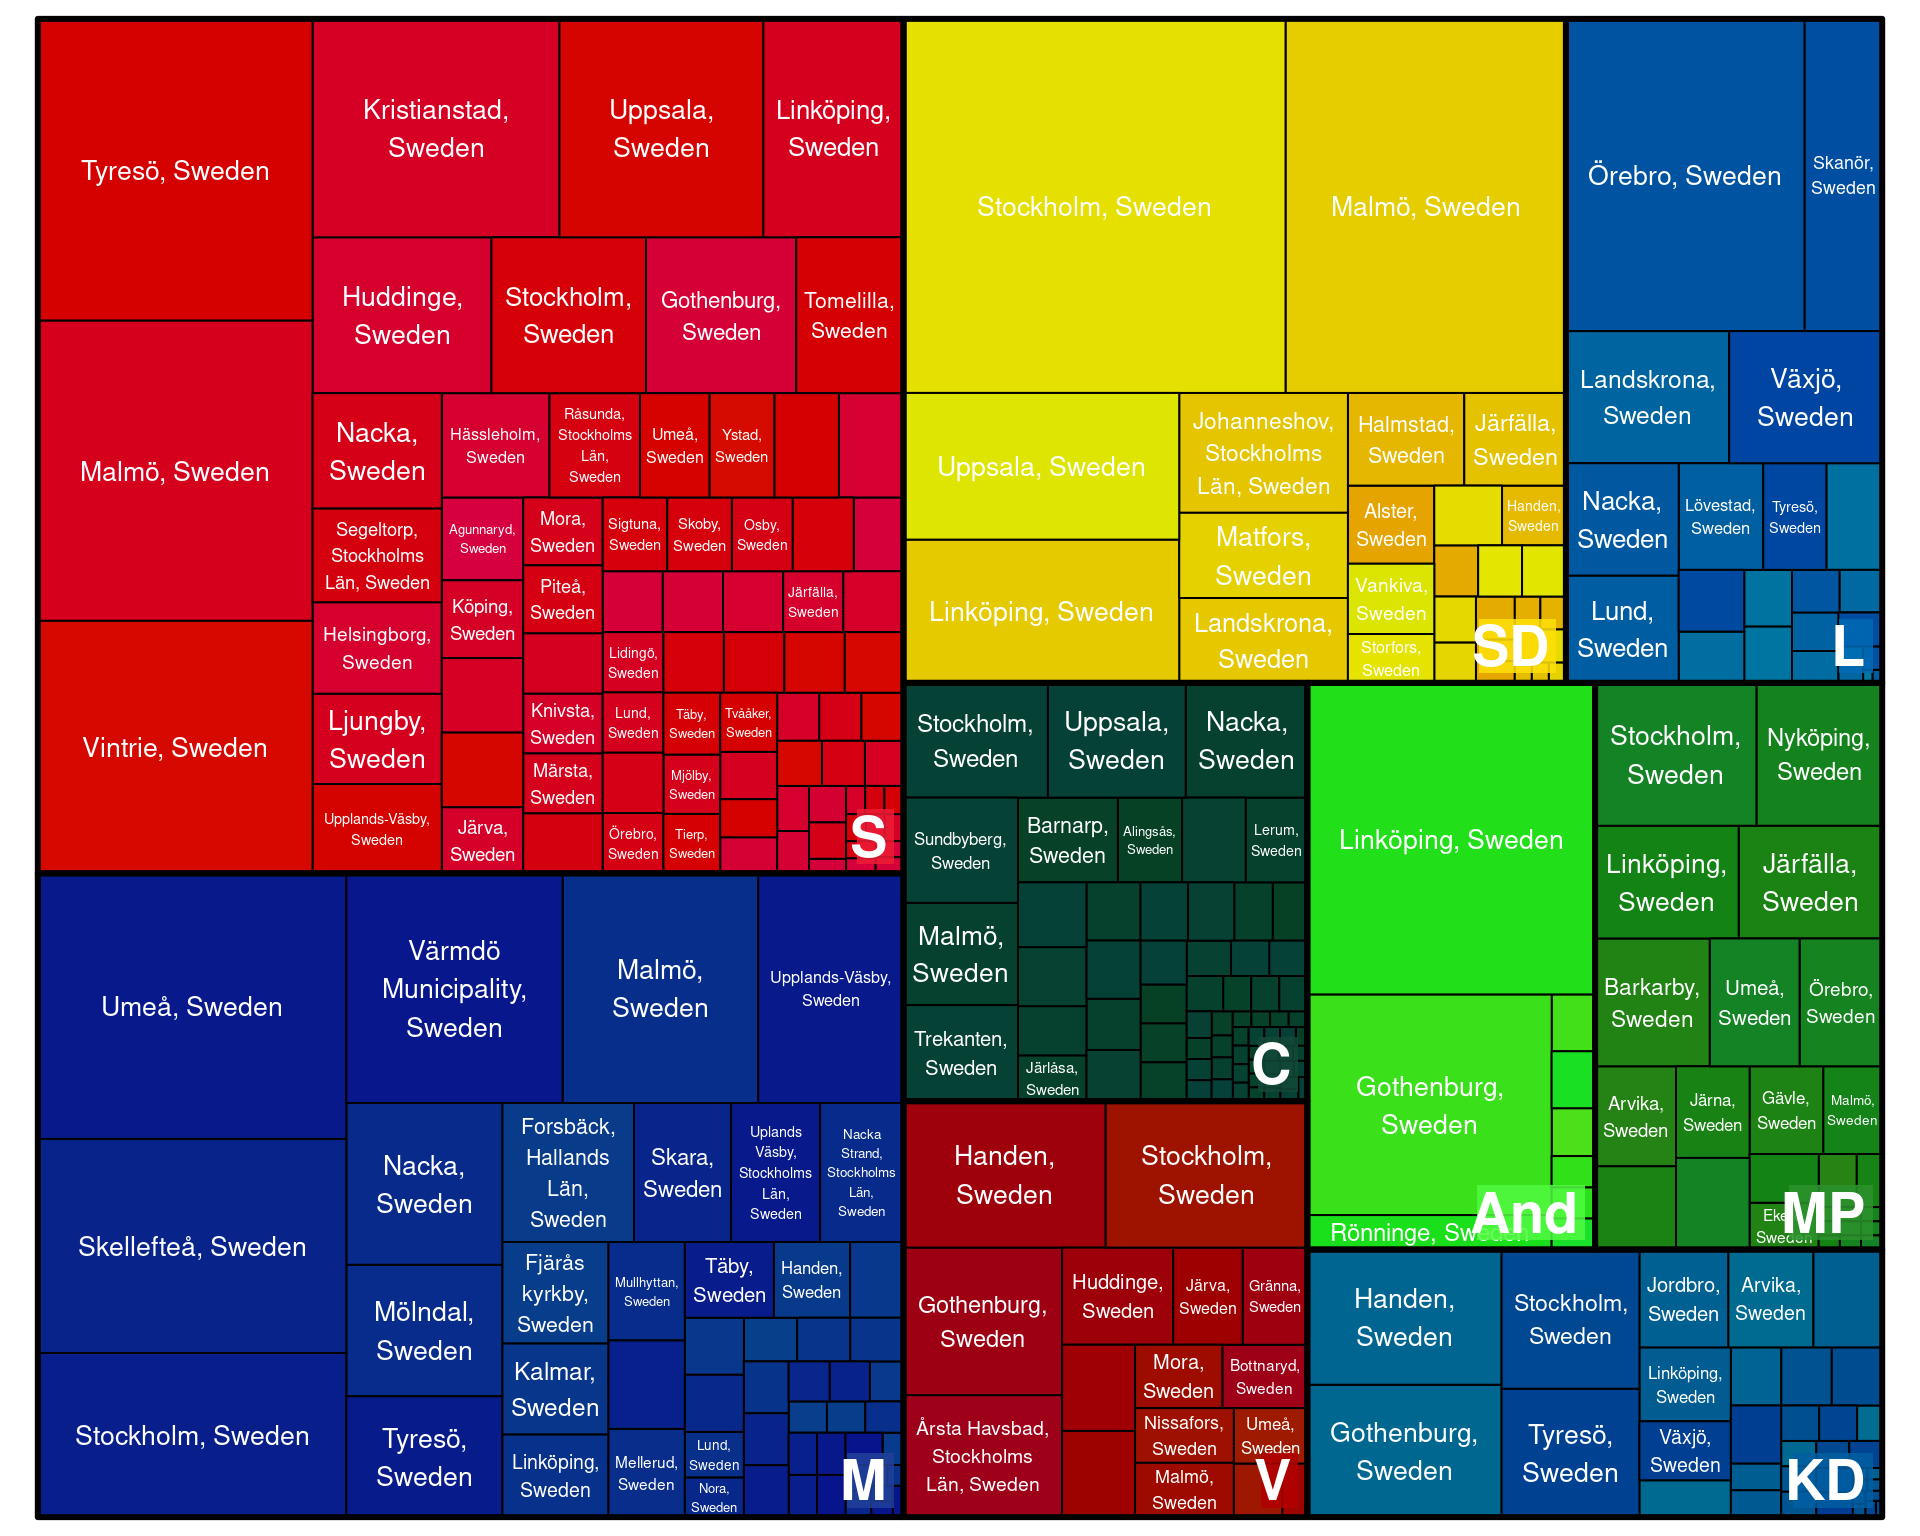 Tyresö, Sweden
Malmö, Sweden
Vintrie, Sweden
Kristianstad,
Sweden
Uppsala,
Sweden
Linköping,
Sweden
Huddinge,
Sweden
Stockholm,
Sweden
Gothenburg,
Sweden
Tomelilla,
Sweden
Nacka,
Sweden
Segeltorp,
Stockholms
Län, Sweden
Helsingborg,
Sweden
Ljungby,
Sweden
Upplands-Väsby,
Sweden
Hässleholm,
Sweden
Råsunda,
Stockholms
Län,
Sweden
Umeå,
Sweden
Ystad,
Sweden
Agunnaryd,
Sweden
Köping,
Sweden
Järva,
Sweden
Mora,
Sweden
Piteå,
Sweden
Knivsta,
Sweden
Märsta,
Sweden
Sigtuna,
Sweden
Skoby,
Sweden
Osby,
Sweden
Järfälla,
Sweden
Lidingö,
Sweden
Lund,
Sweden
Örebro,
Sweden
Täby,
Sweden
Mjölby,
Sweden
Tierp,
Sweden
Tvååker,
Sweden
S
Stockholm, Sweden
Malmö, Sweden
Uppsala, Sweden
Linköping, Sweden
Johanneshov,
Stockholms
Län, Sweden
Matfors,
Sweden
Landskrona,
Sweden
Halmstad,
Sweden
Järfälla,
Sweden
Alster,
Sweden
Handen,
Sweden
Vankiva,
Sweden
Storfors,
Sweden
SD
Örebro, Sweden
Skanör,
Sweden
Landskrona,
Sweden
Växjö,
Sweden
Nacka,
Sweden
Lund,
Sweden
Lövestad,
Sweden
Tyresö,
Sweden
L
Umeå, Sweden
Skellefteå, Sweden
Stockholm, Sweden
Värmdö
Municipality,
Sweden
Malmö,
Sweden
Upplands-Väsby,
Sweden
Nacka,
Sweden
Mölndal,
Sweden
Tyresö,
Sweden
Forsbäck,
Hallands
Län,
Sweden
Skara,
Sweden
Uplands
Väsby,
Stockholms
Län,
Sweden
Nacka
Strand,
Stockholms
Län,
Sweden
Fjärås
kyrkby,
Sweden
Kalmar,
Sweden
Linköping,
Sweden
Mullhyttan,
Sweden
Mellerud,
Sweden
Täby,
Sweden
Handen,
Sweden
Lund,
Sweden
Nora,
Sweden
M
Stockholm,
Sweden
Uppsala,
Sweden
Nacka,
Sweden
Sundbyberg,
Sweden
Malmö,
Sweden
Trekanten,
Sweden
Barnarp,
Sweden
Alingsås,
Sweden
Lerum,
Sweden
Järlåsa,
Sweden
C
Handen,
Sweden
Stockholm,
Sweden
Gothenburg,
Sweden
Årsta Havsbad,
Stockholms
Län, Sweden
Huddinge,
Sweden
Järva,
Sweden
Gränna,
Sweden
Mora,
Sweden
Bottnaryd,
Sweden
Nissafors,
Sweden
Umeå,
Sweden
Malmö,
Sweden
V
Linköping, Sweden
Gothenburg,
Sweden
Rönninge, Sweden
And
Stockholm,
Sweden
Nyköping,
Sweden
Linköping,
Sweden
Järfälla,
Sweden
Barkarby,
Sweden
Umeå,
Sweden
Örebro,
Sweden
Arvika,
Sweden
Järna,
Sweden
Gävle,
Sweden
Malmö,
Sweden
Sweden
MP
Handen,
Sweden
Gothenburg,
Sweden
Stockholm,
Sweden
Tyresö,
Sweden
Jordbro,
Sweden
Arvika,
Sweden
Linköping,
Sweden
Växjö,
Sweden
KD